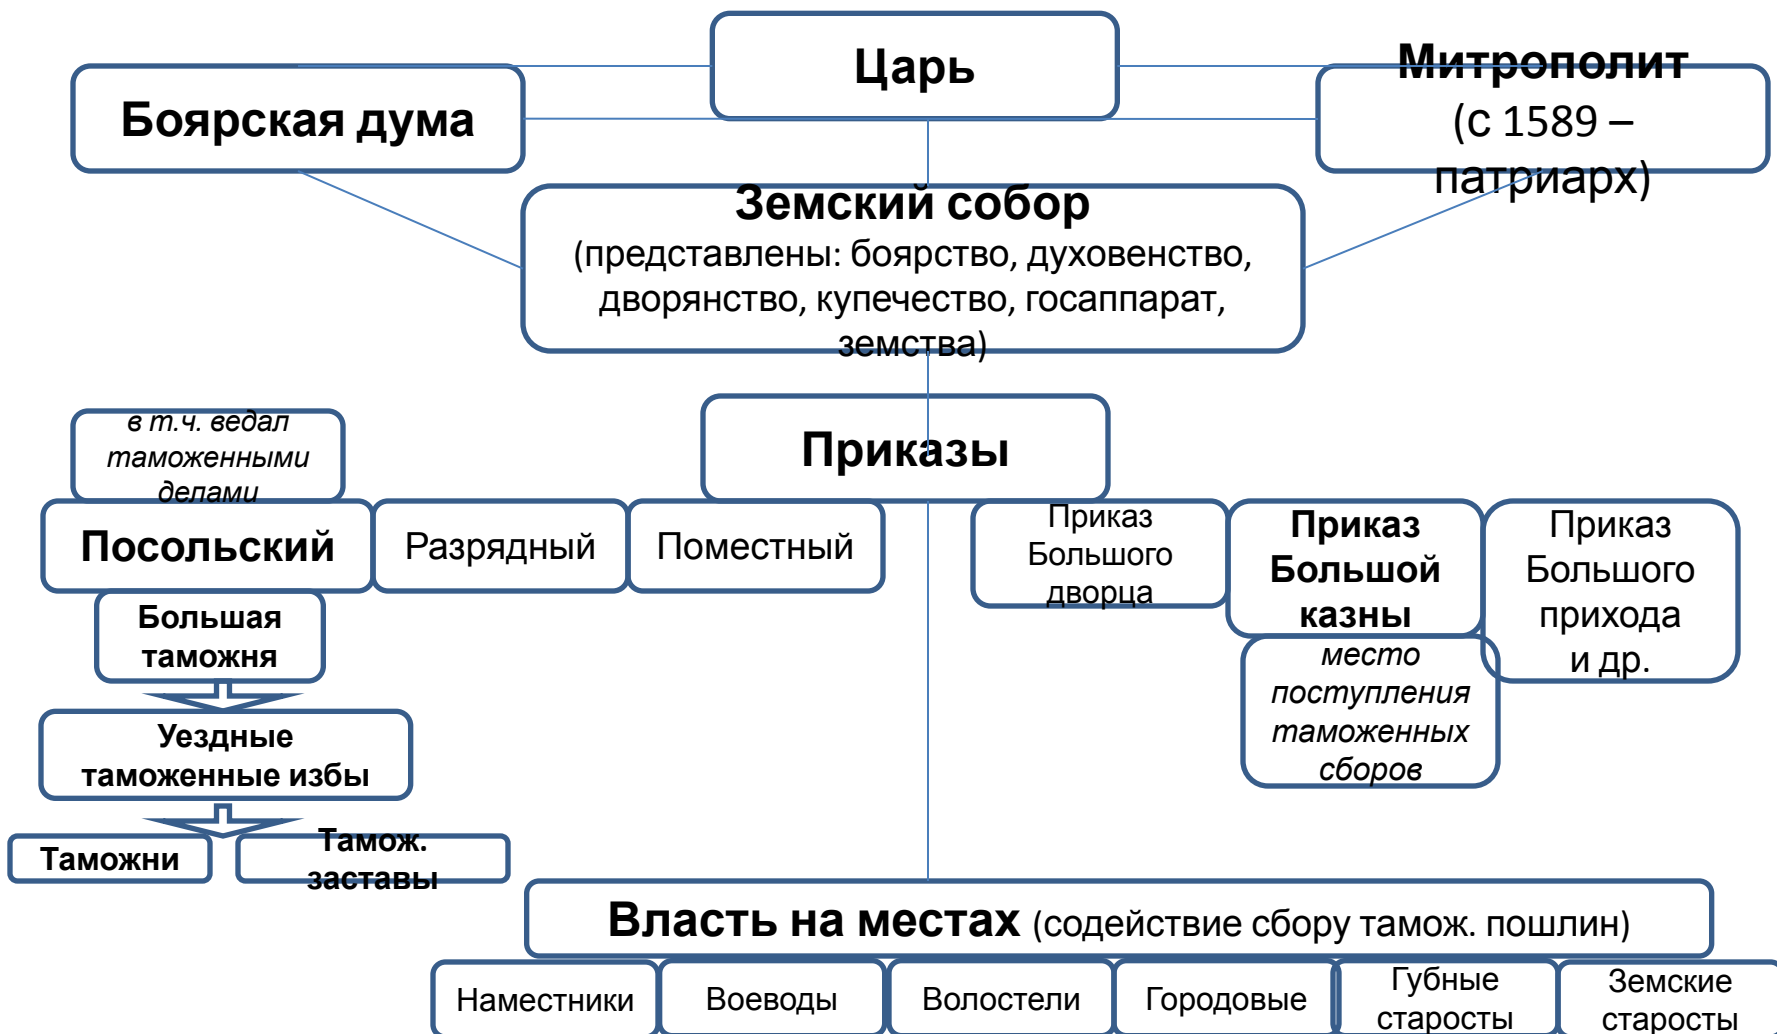 Царь
Боярская дума
Митрополит
(с 1589 –
патриарх)
Земский собор
(представлены: боярство, духовенство,
дворянство, купечество, госаппарат,
земства)
Приказы
в т.ч. ведал
таможенными
делами
Посольский
Разрядный
Поместный
Приказ
Большого
дворца
Приказ
Большой
казны
Приказ
Большого
прихода
и др.
Большая
таможня
место
поступления
таможенных
сборов
Уездные
таможенные избы
Таможни
Тамож.
заставы
Власть на местах (содействие сбору тамож. пошлин)
Наместники
Воеводы
Волостели
Городовые
Губные
старосты
Земские
старосты